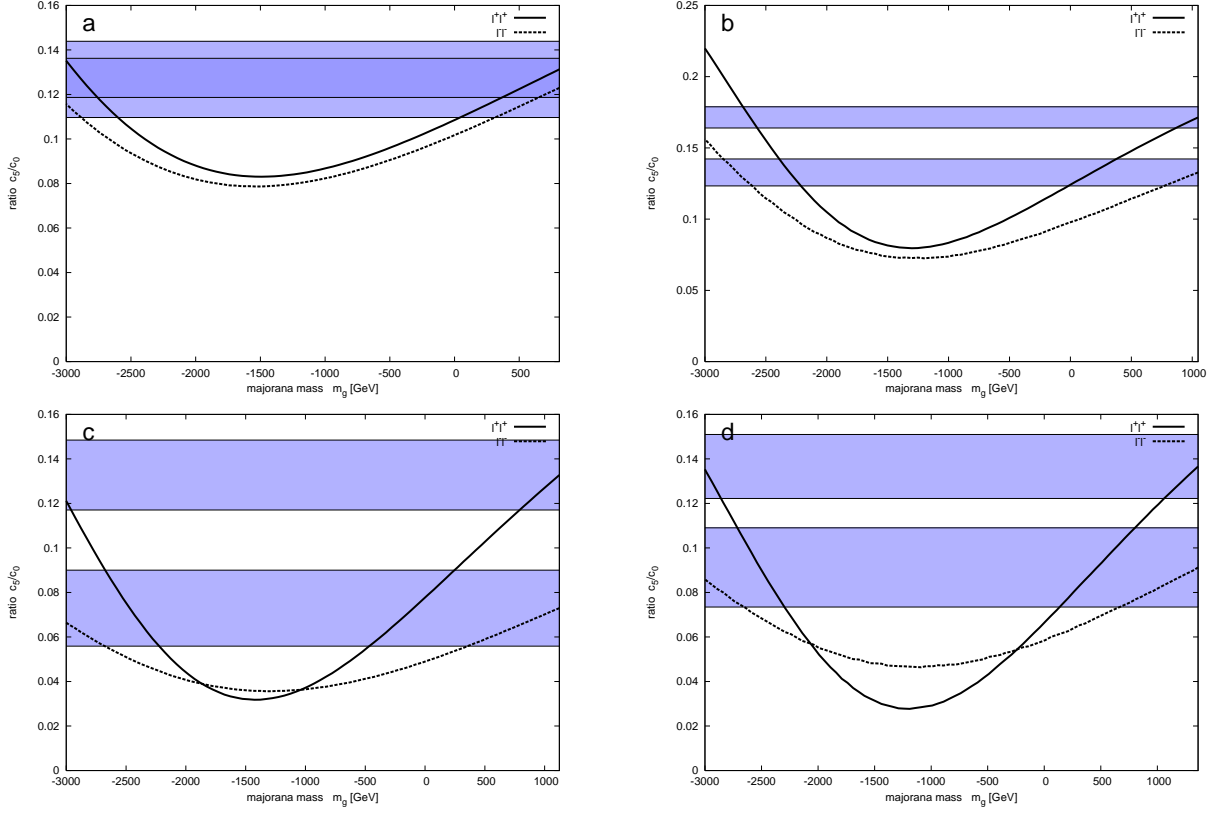 a
l⁺l⁺
l⁻l⁻
0.16
0.14
0.12
0.1
0.08
0.06
0.04
0.02
0
ratio c₅/c₀
-3000 -2500 -2000 -1500 -1000 -500 0 500
majorana mass m_g [GeV]
b
l⁺l⁺
l⁻l⁻
0.25
0.2
0.15
0.1
0.05
0
ratio c₅/c₀
-3000 -2500 -2000 -1500 -1000 -500 0 500 1000
majorana mass m_g [GeV]
c
l⁺l⁺
l⁻l⁻
0.16
0.14
0.12
0.1
0.08
0.06
0.04
0.02
0
ratio c₅/c₀
-3000 -2500 -2000 -1500 -1000 -500 0 500 1000
majorana mass m_g [GeV]
d
l⁺l⁺
l⁻l⁻
0.16
0.14
0.12
0.1
0.08
0.06
0.04
0.02
0
ratio c₅/c₀
-3000 -2500 -2000 -1500 -1000 -500 0 500 1000
majorana mass m_g [GeV]